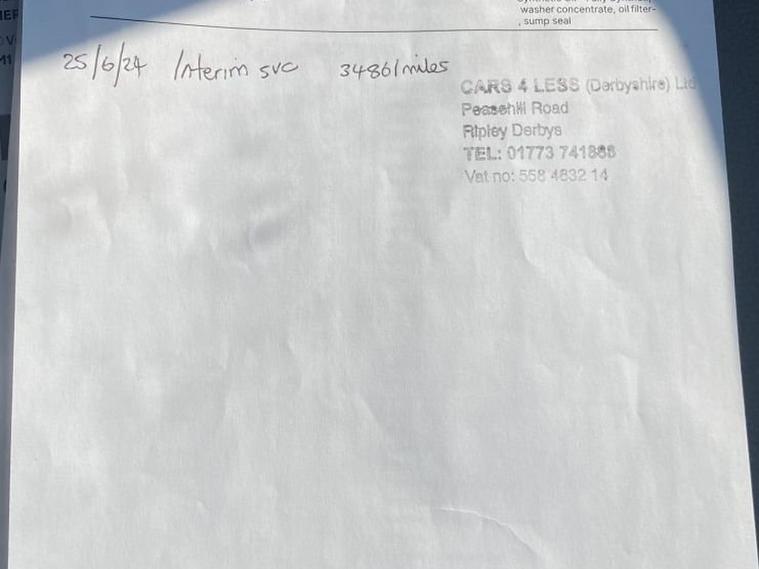 washer concentrate, oil filter-
, sump seal
25/6/24 Interim svc 34861 miles
CARS 4 LESS (Derbyshire) Ltd
Peasehill Road
Ripley Derbys
TEL: 01773 741888
Vat no: 558 4832 14